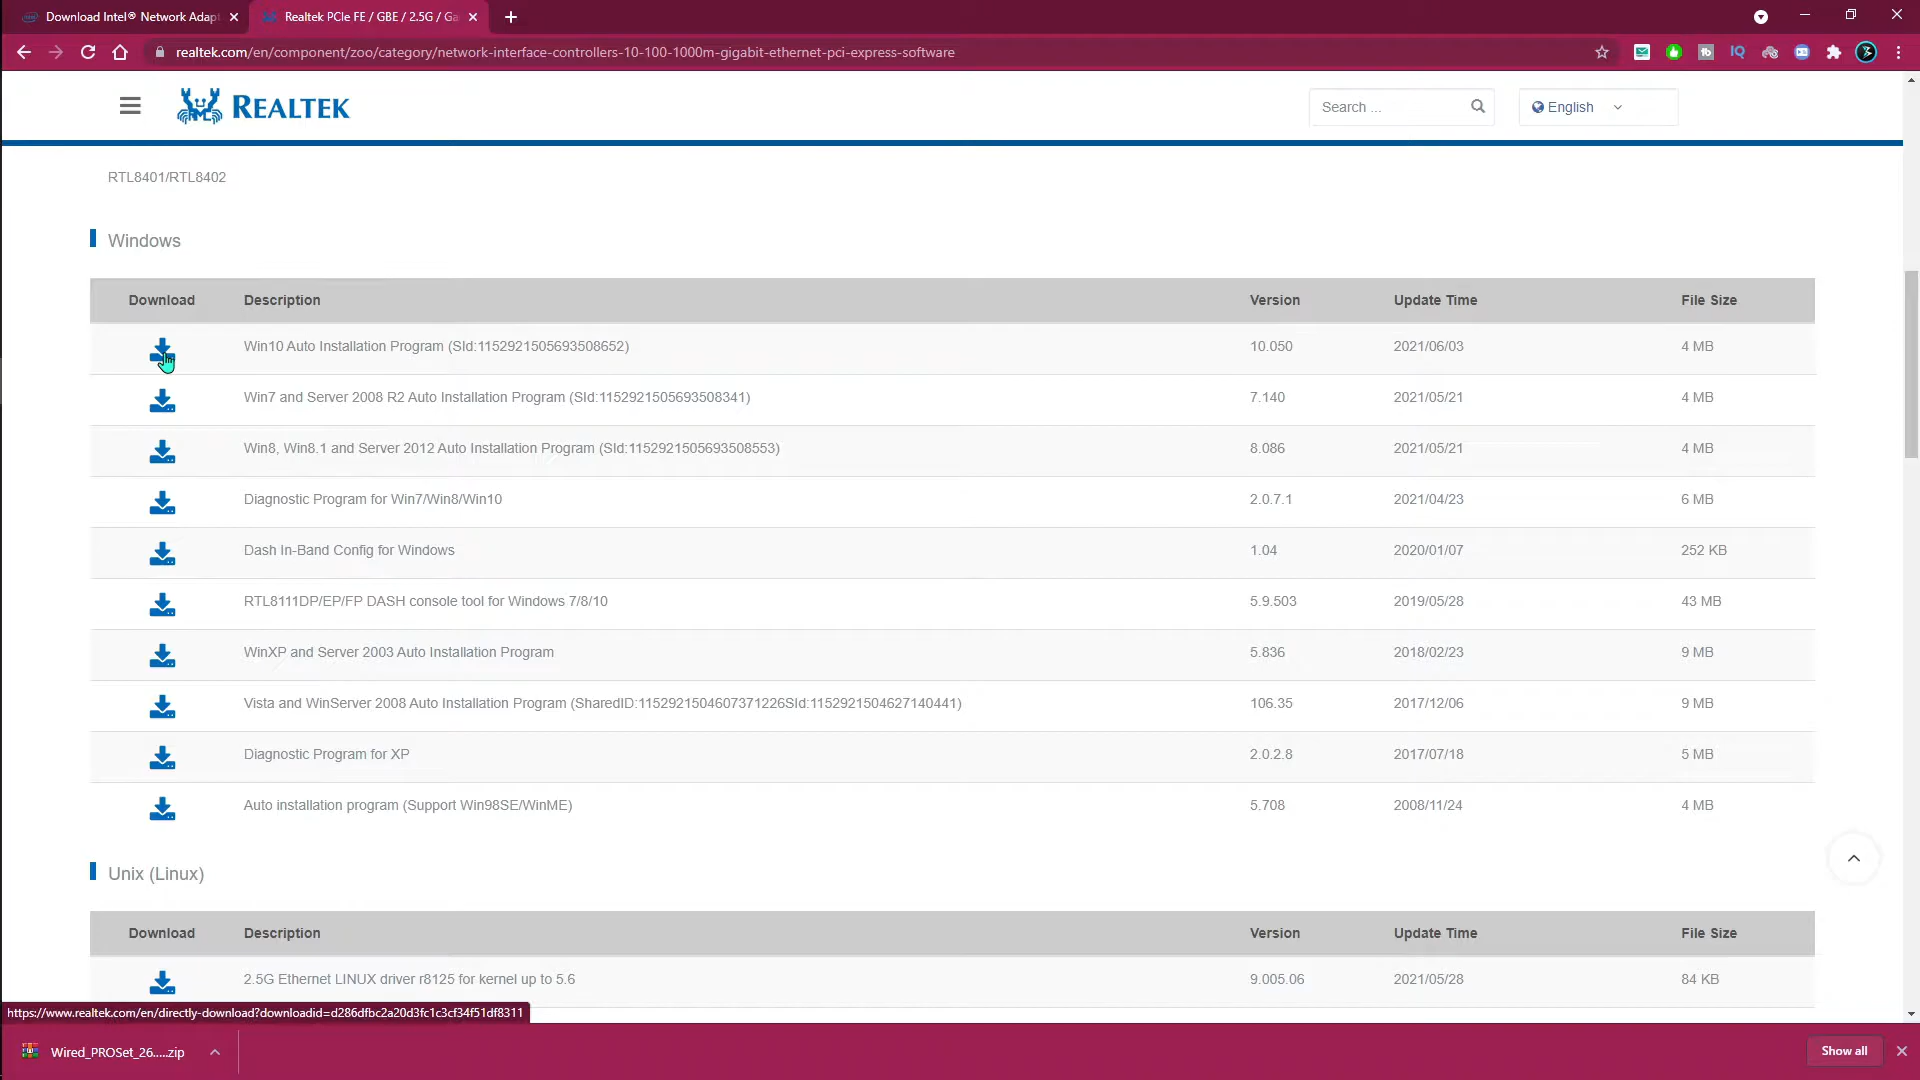 Download Intel® Network Adapt
Realtek PCIe FE / GBE / 2.5G / Ga
realtek.com/en/component/zoo/category/network-interface-controllers-10-100-1000m-gigabit-ethernet-pci-express-software
REALTEK
Search ...
English
RTL8401/RTL8402
Windows
Download Description Version Update Time File Size
Win10 Auto Installation Program (SId:1152921505693508652) 10.050 2021/06/03 4 MB
Win7 and Server 2008 R2 Auto Installation Program (SId:1152921505693508341) 7.140 2021/05/21 4 MB
Win8, Win8.1 and Server 2012 Auto Installation Program (SId:1152921505693508553) 8.086 2021/05/21 4 MB
Diagnostic Program for Win7/Win8/Win10 2.0.7.1 2021/04/23 6 MB
Dash In-Band Config for Windows 1.04 2020/01/07 252 KB
RTL8111DP/EP/FP DASH console tool for Windows 7/8/10 5.9.503 2019/05/28 43 MB
WinXP and Server 2003 Auto Installation Program 5.836 2018/02/23 9 MB
Vista and WinServer 2008 Auto Installation Program (SharedID:1152921504607371226SId:1152921504627140441) 106.35 2017/12/06 9 MB
Diagnostic Program for XP 2.0.2.8 2017/07/18 5 MB
Auto installation program (Support Win98SE/WinME) 5.708 2008/11/24 4 MB
Unix (Linux)
Download Description Version Update Time File Size
2.5G Ethernet LINUX driver r8125 for kernel up to 5.6 9.005.06 2021/05/28 84 KB
https://www.realtek.com/en/directly-download?downloadid=d286dfbc2a20d3fc1c3cf34f51df8311
Wired_PROSet_26.....zip
Show all